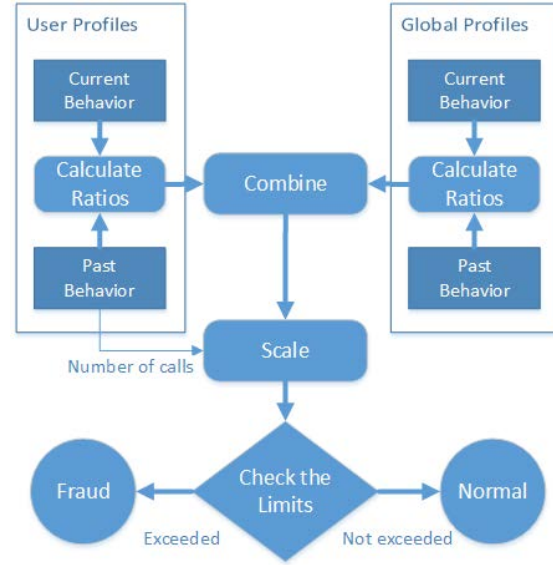 User Profiles
Global Profiles
Current
Behavior
Current
Behavior
Calculate
Ratios
Combine
Calculate
Ratios
Past
Behavior
Past
Behavior
Number of calls
Scale
Fraud
Check the
Limits
Normal
Exceeded
Not exceeded